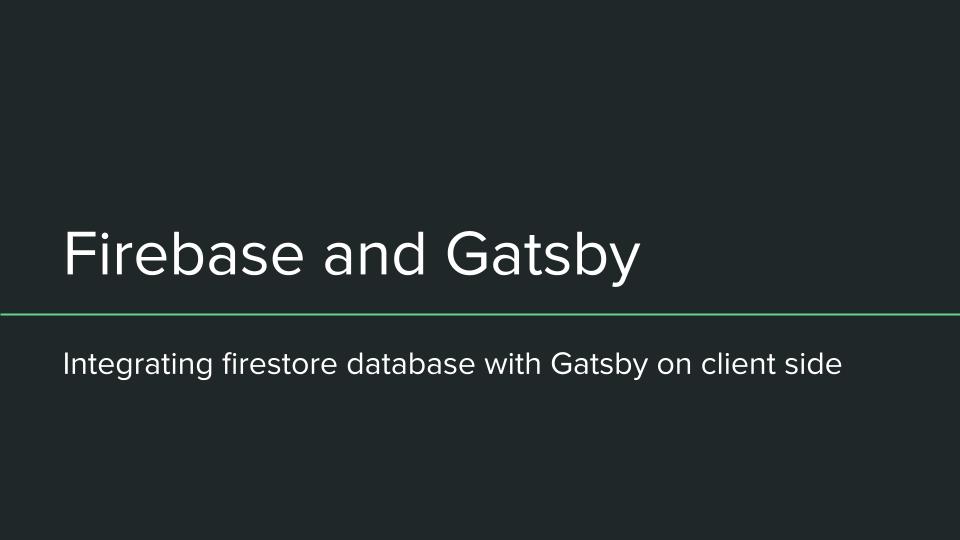 Firebase and Gatsby
Integrating firestore database with Gatsby on client side